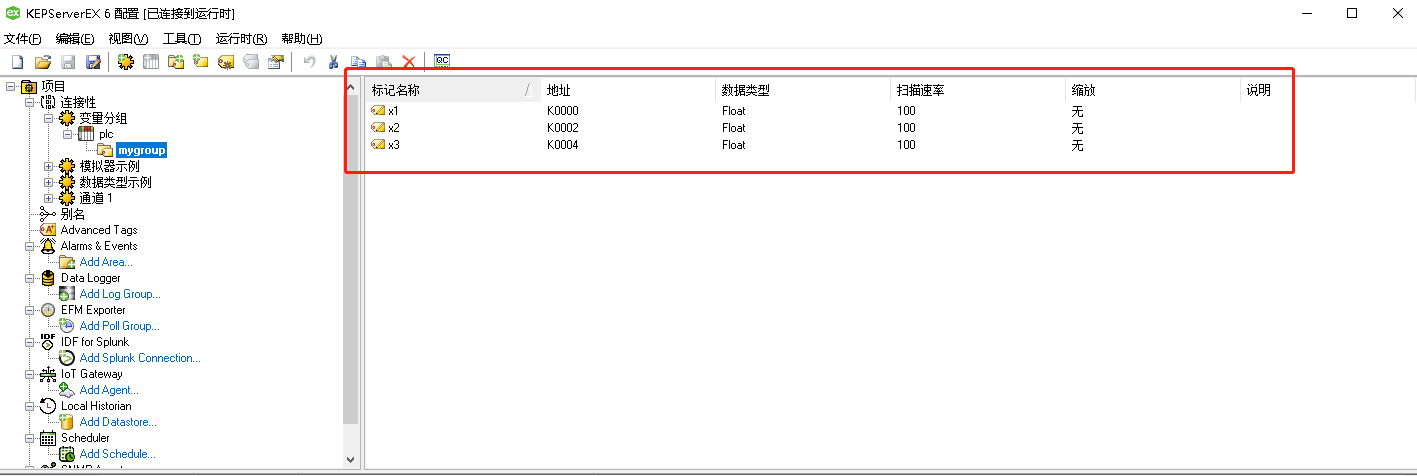 KEPServerEX 6 配置 [已连接到运行时]
文件(F) 编辑(E) 视图(V) 工具(T) 运行时(R) 帮助(H)
QC
项目
连接性
变量分组
plc
mygroup
模拟器示例
数据类型示例
通道 1
别名
Advanced Tags
Alarms & Events
Add Area...
Data Logger
Add Log Group...
EFM Exporter
Add Poll Group...
IDF for Splunk
Add Splunk Connection...
IoT Gateway
Add Agent...
Local Historian
Add Datastore...
Scheduler
Add Schedule...
标记名称 地址 数据类型 扫描速率 缩放 说明
x1 K0000 Float 100 无
x2 K0002 Float 100 无
x3 K0004 Float 100 无